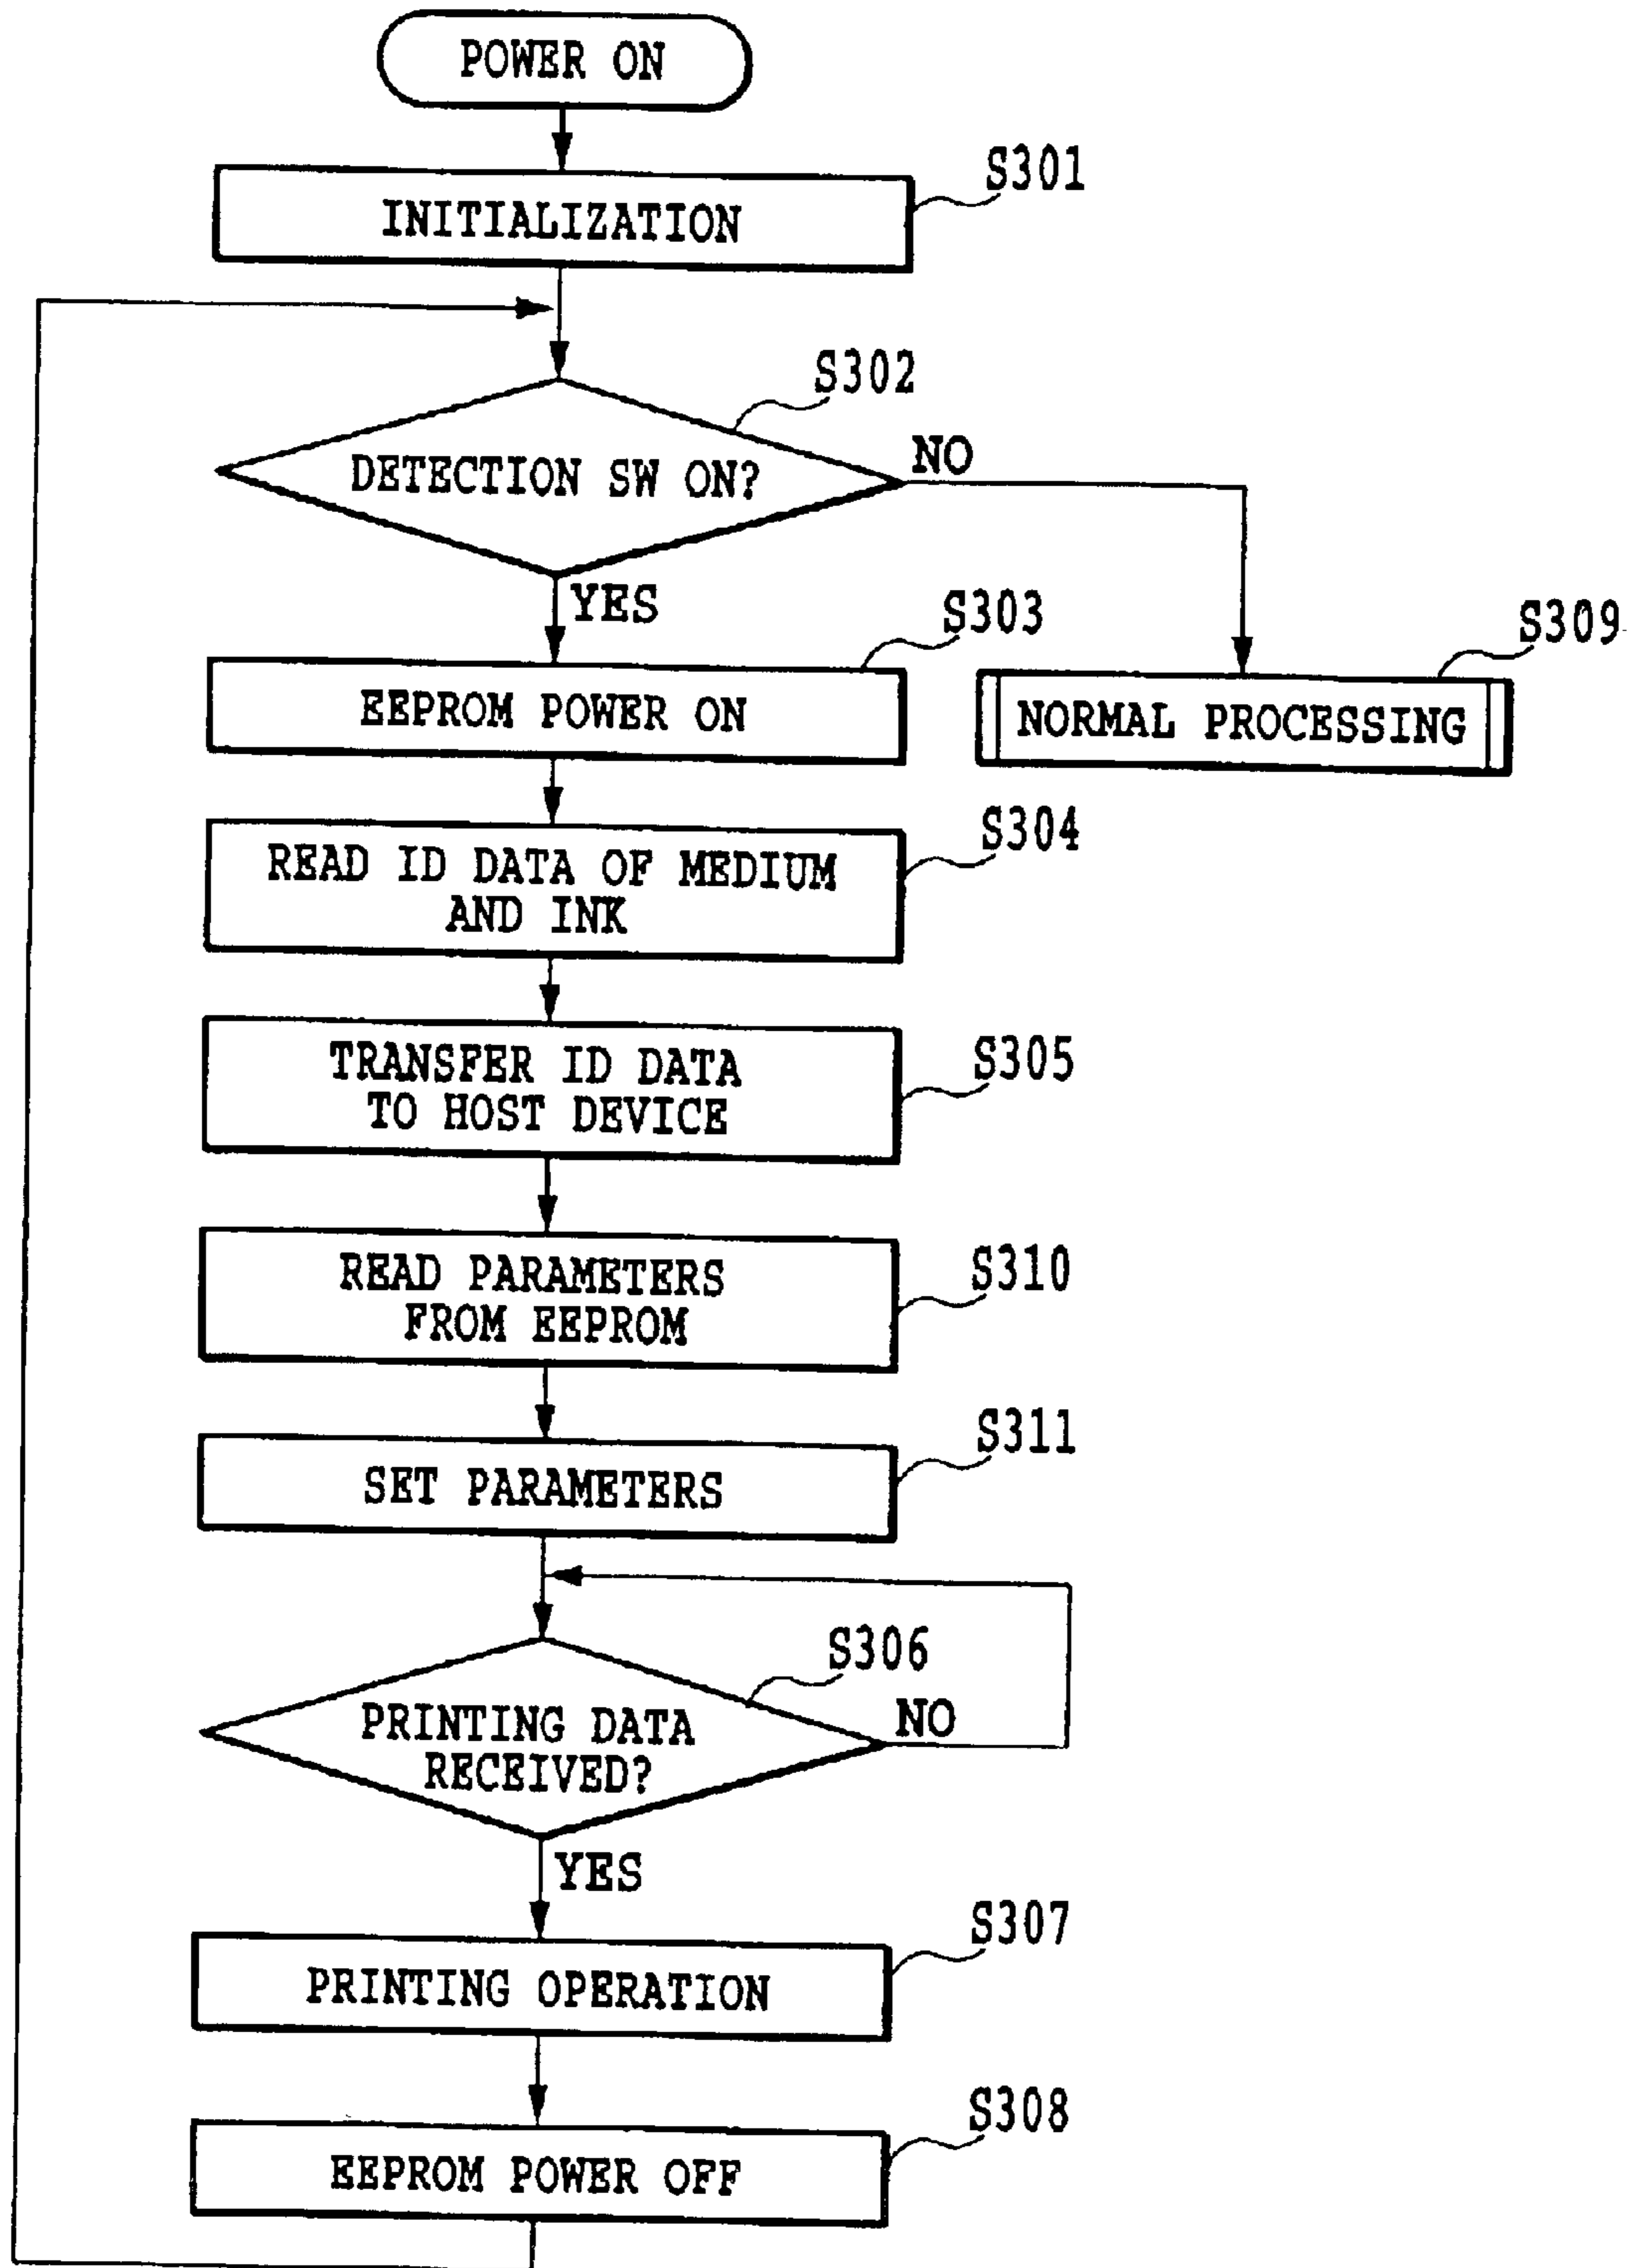 POWER ON
S301
INITIALIZATION
S302
DETECTION SW ON?
NO
YES
S303
EEPROM POWER ON
S309
NORMAL PROCESSING
S304
READ ID DATA OF MEDIUM
AND INK
S305
TRANSFER ID DATA
TO HOST DEVICE
S310
READ PARAMETERS
FROM EEPROM
S311
SET PARAMETERS
S306
PRINTING DATA
RECEIVED?
NO
YES
S307
PRINTING OPERATION
S308
EEPROM POWER OFF